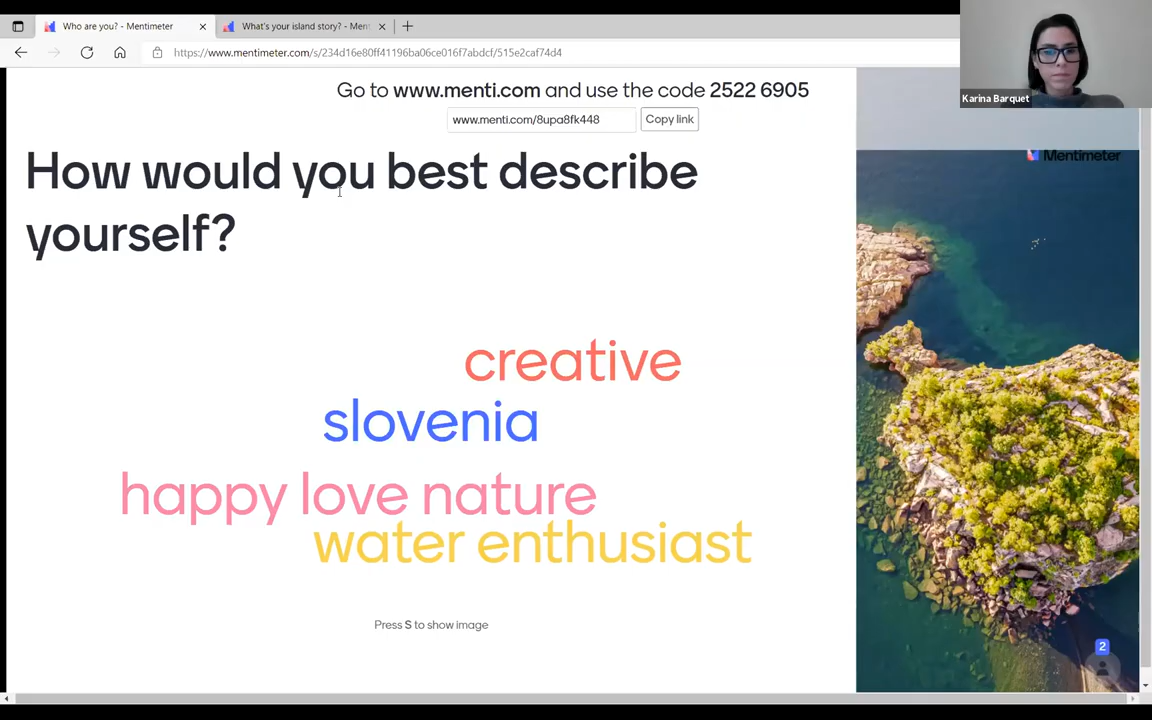 Who are you? - Mentimeter
What's your island story? - Ment
https://www.mentimeter.com/s/234d16e80ff41196ba06ce016f7abdcf/515e2caf74d4
Karina Barquet
Go to www.menti.com and use the code 2522 6905
www.menti.com/8upa8fk448
Copy link
Mentimeter
How would you best describe
yourself?
creative
slovenia
happy love nature
water enthusiast
Press S to show image
2